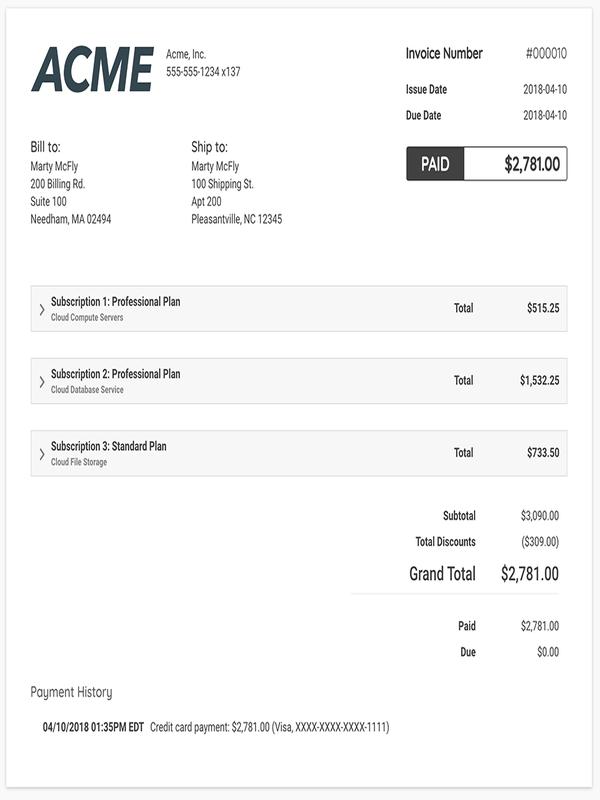 ACME
Acme, Inc.
555-555-1234 x137
Invoice Number #000010
Issue Date 2018-04-10
Due Date 2018-04-10
PAID $2,781.00
Bill to:
Marty McFly
200 Billing Rd.
Suite 100
Needham, MA 02494
Ship to:
Marty McFly
100 Shipping St.
Apt 200
Pleasantville, NC 12345
Subscription 1: Professional Plan
Cloud Compute Servers
Total $515.25
Subscription 2: Professional Plan
Cloud Database Service
Total $1,532.25
Subscription 3: Standard Plan
Cloud File Storage
Total $733.50
Subtotal $3,090.00
Total Discounts ($309.00)
Grand Total $2,781.00
Paid $2,781.00
Due $0.00
Payment History
04/10/2018 01:35PM EDT Credit card payment: $2,781.00 (Visa, XXXX-XXXX-XXXX-1111)